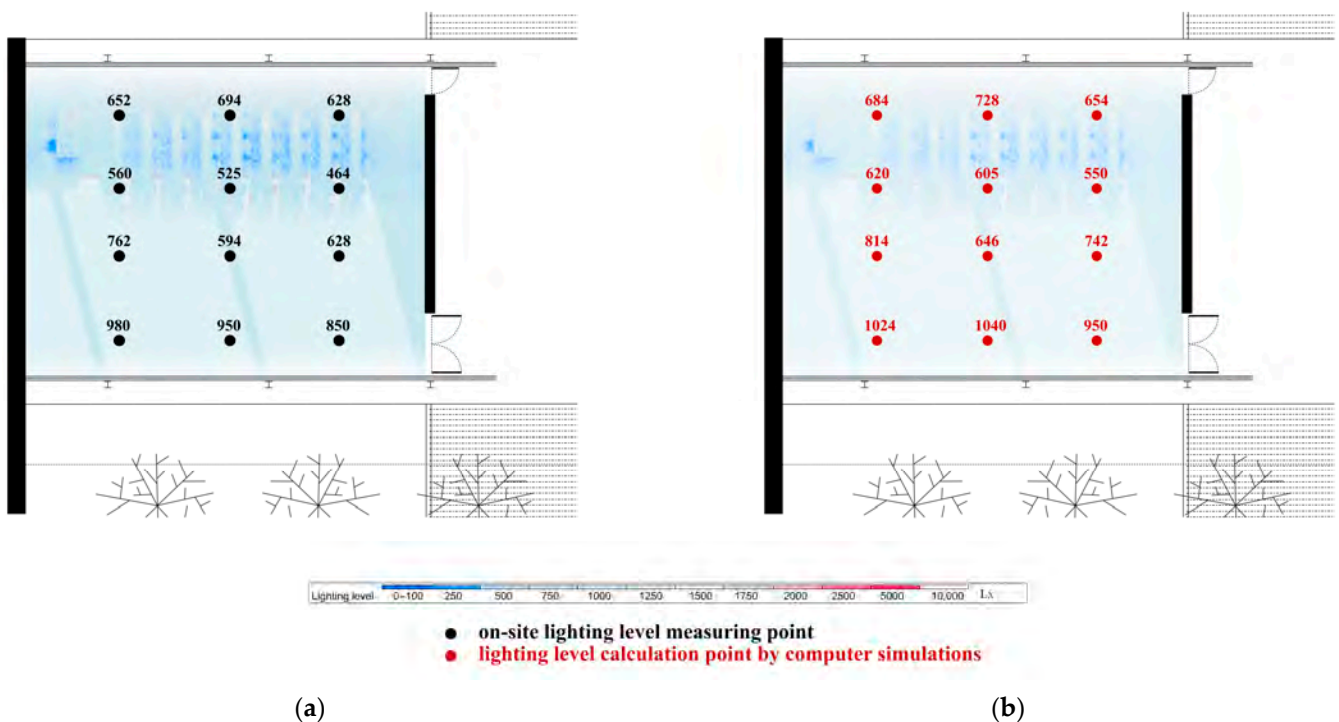 652 694 628 684 728 654
560 525 464 620 605 550
762 594 628 814 646 742
980 950 850 1024 1040 950
Lighting level 0-100 250 500 750 1000 1250 1500 1750 2000 2500 5000 10,000 Lx
on-site lighting level measuring point
lighting level calculation point by computer simulations
(a) (b)